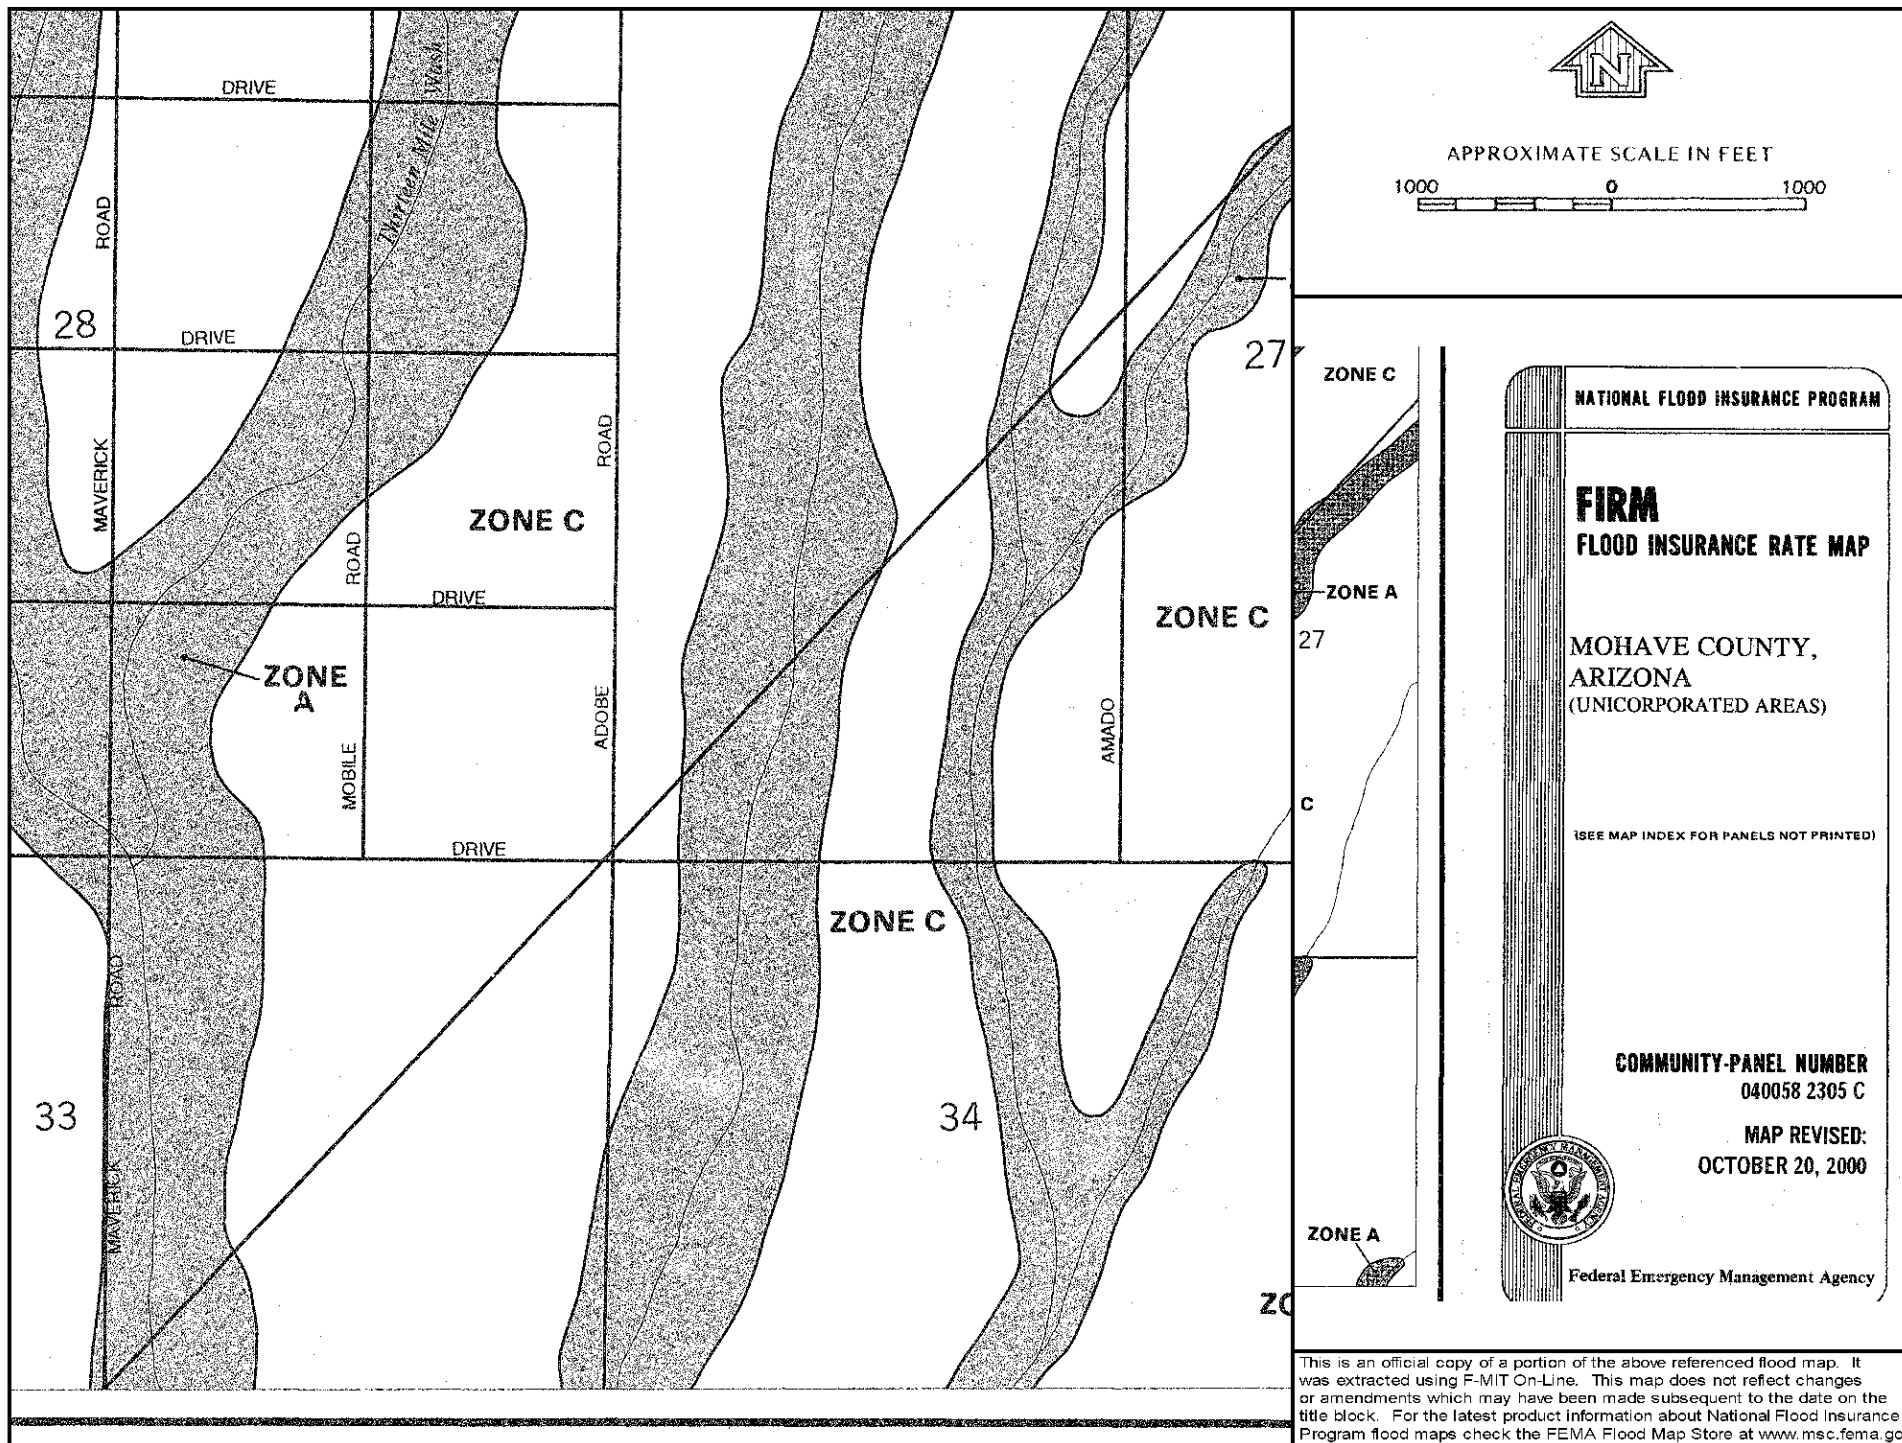 DRIVE
Thirteen Mile Wash
ROAD
28
DRIVE
27
MAVERICK
ROAD
ROAD
ZONE C
DRIVE
ZONE C
ZONE
A
ADOBE
AMADO
MOBILE
DRIVE
ZONE C
ROAD
33
34
MAVERICK
ZO
N
APPROXIMATE SCALE IN FEET
1000 0 1000
ZONE C
ZONE A
27
C
ZONE A
NATIONAL FLOOD INSURANCE PROGRAM
FIRM
FLOOD INSURANCE RATE MAP
MOHAVE COUNTY,
ARIZONA
(UNICORPORATED AREAS)
(SEE MAP INDEX FOR PANELS NOT PRINTED)
COMMUNITY-PANEL NUMBER
040058 2305 C
MAP REVISED:
OCTOBER 20, 2000
FEDERAL EMERGENCY MANAGEMENT AGENCY
Federal Emergency Management Agency
This is an official copy of a portion of the above referenced flood map. It
was extracted using F-MIT On-Line. This map does not reflect changes
or amendments which may have been made subsequent to the date on the
title block. For the latest product information about National Flood Insurance
Program flood maps check the FEMA Flood Map Store at www.msc.fema.go